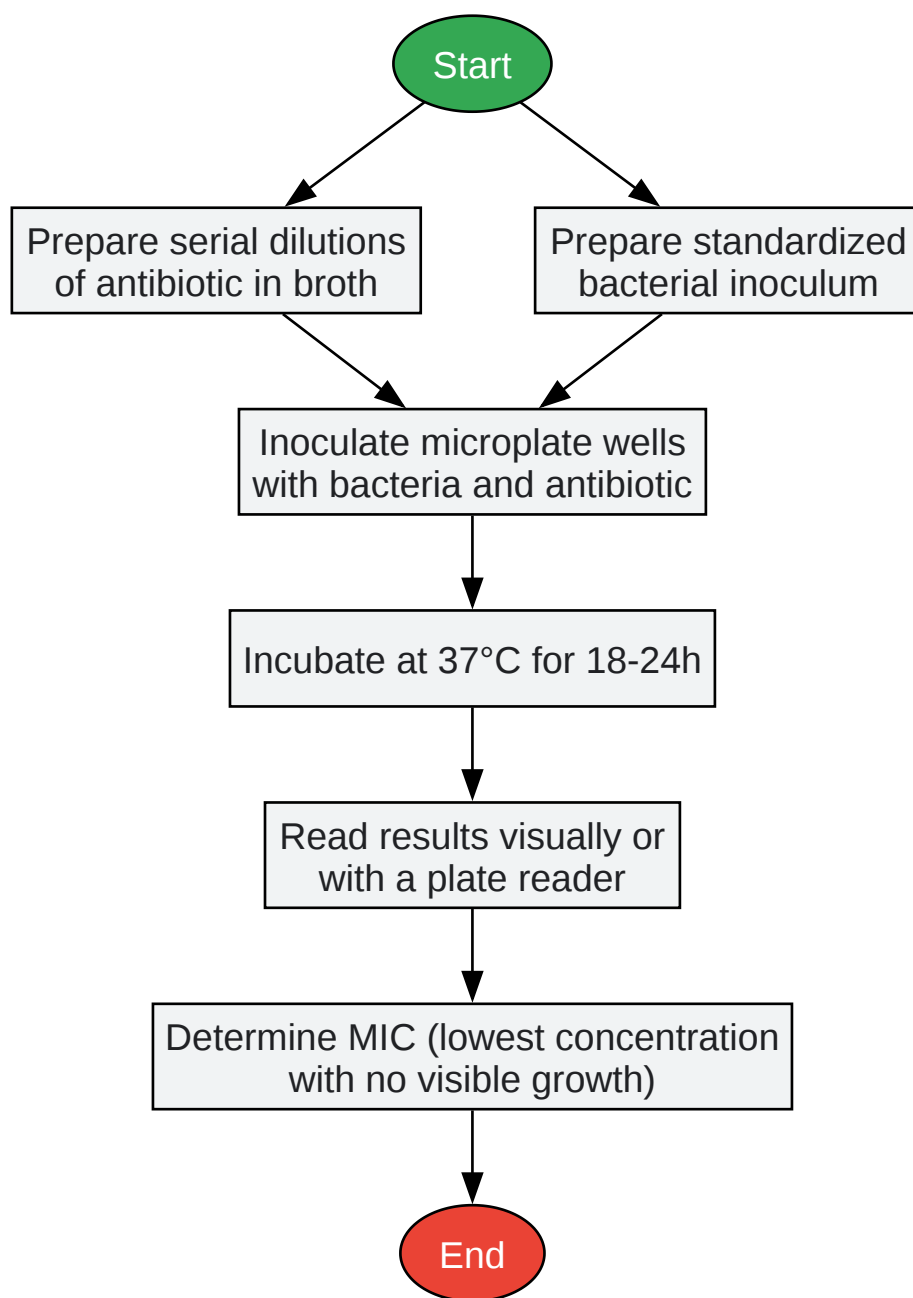 Start
Prepare serial dilutions
of antibiotic in broth
Prepare standardized
bacterial inoculum
Inoculate microplate wells
with bacteria and antibiotic
Incubate at 37°C for 18-24h
Read results visually or
with a plate reader
Determine MIC (lowest concentration
with no visible growth)
End